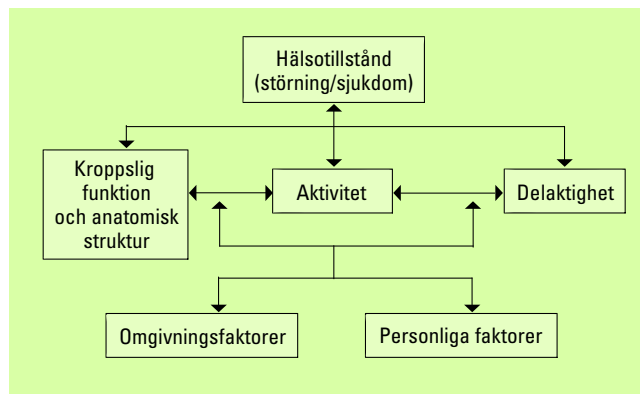 Hälsotillstånd
(störning/sjukdom)
Kroppslig
funktion
och anatomisk
struktur
Aktivitet
Delaktighet
Omgivningsfaktorer
Personliga faktorer